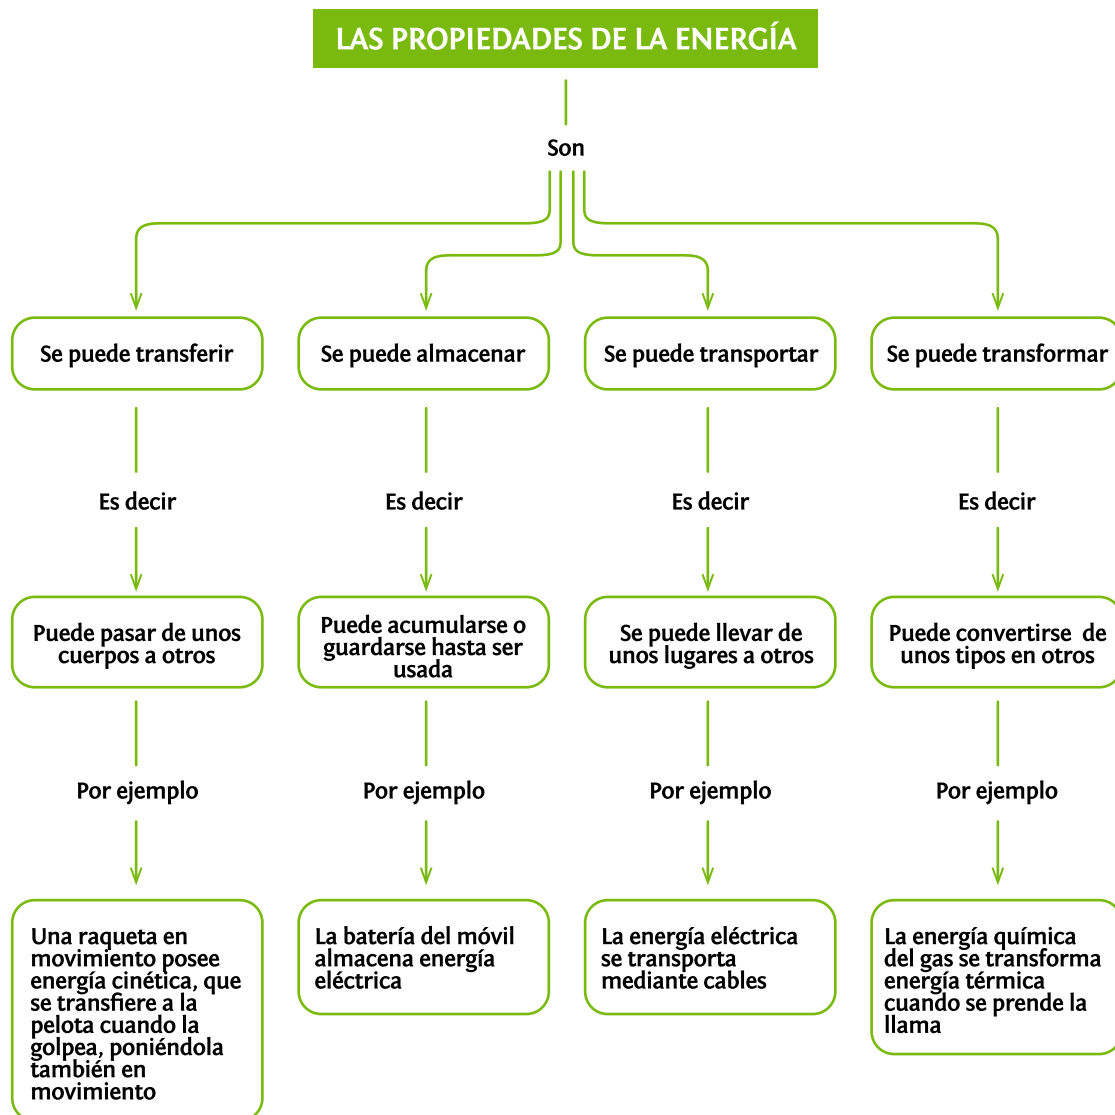 LAS PROPIEDADES DE LA ENERGÍA
Son
Se puede transferir
Se puede almacenar
Se puede transportar
Se puede transformar
Es decir
Es decir
Es decir
Es decir
Puede pasar de unos
cuerpos a otros
Puede acumularse o
guardarse hasta ser
usada
Se puede llevar de
unos lugares a otros
Puede convertirse de
unos tipos en otros
Por ejemplo
Por ejemplo
Por ejemplo
Por ejemplo
Una raqueta en
movimiento posee
energía cinética, que
se transfiere a la
pelota cuando la
golpea, poniéndola
también en
movimiento
La batería del móvil
almacena energía
eléctrica
La energía eléctrica
se transporta
mediante cables
La energía química
del gas se transforma
energía térmica
cuando se prende la
llama